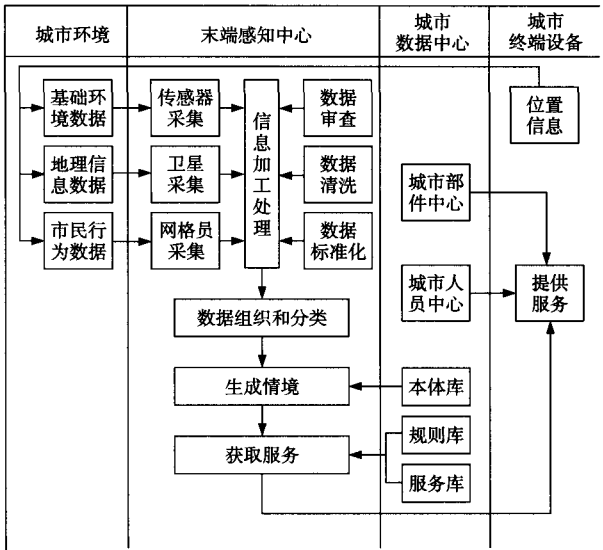 城市环境
末端感知中心
城市
数据中心
城市
终端设备
基础环
境数据
传感器
采集
信息加工处理
数据
审查
位置
信息
地理信
息数据
卫星
采集
数据
清洗
城市部
件中心
市民行
为数据
网格员
采集
数据
标准化
城市人
员中心
提供
服务
数据组织和分类
生成情境
本体库
获取服务
规则库
服务库